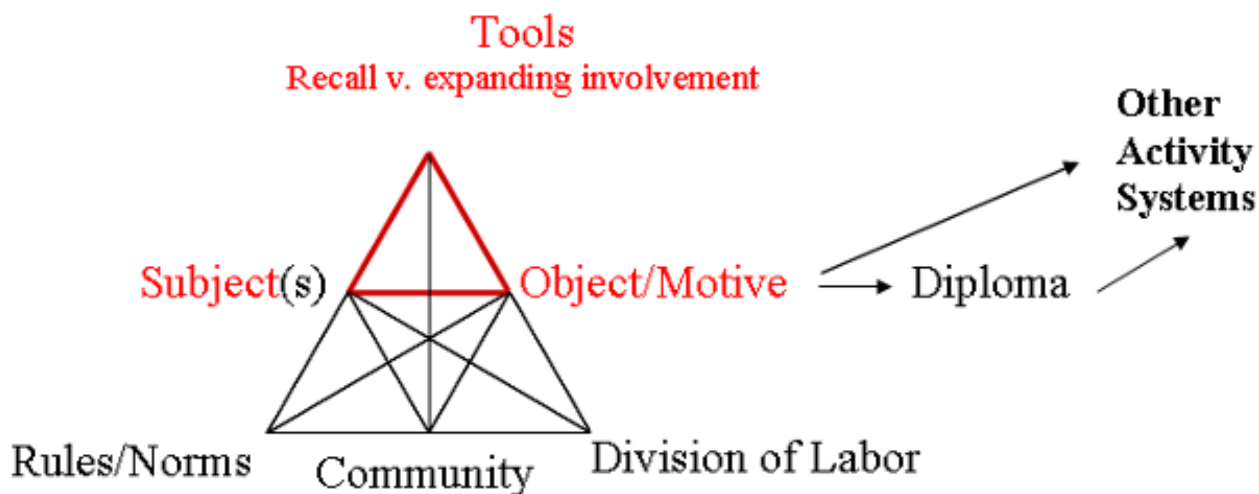 Tools
Recall v. expanding involvement
Other
Activity
Systems
Subject(s)
Object/Motive
Diploma
Rules/Norms
Community
Division of Labor